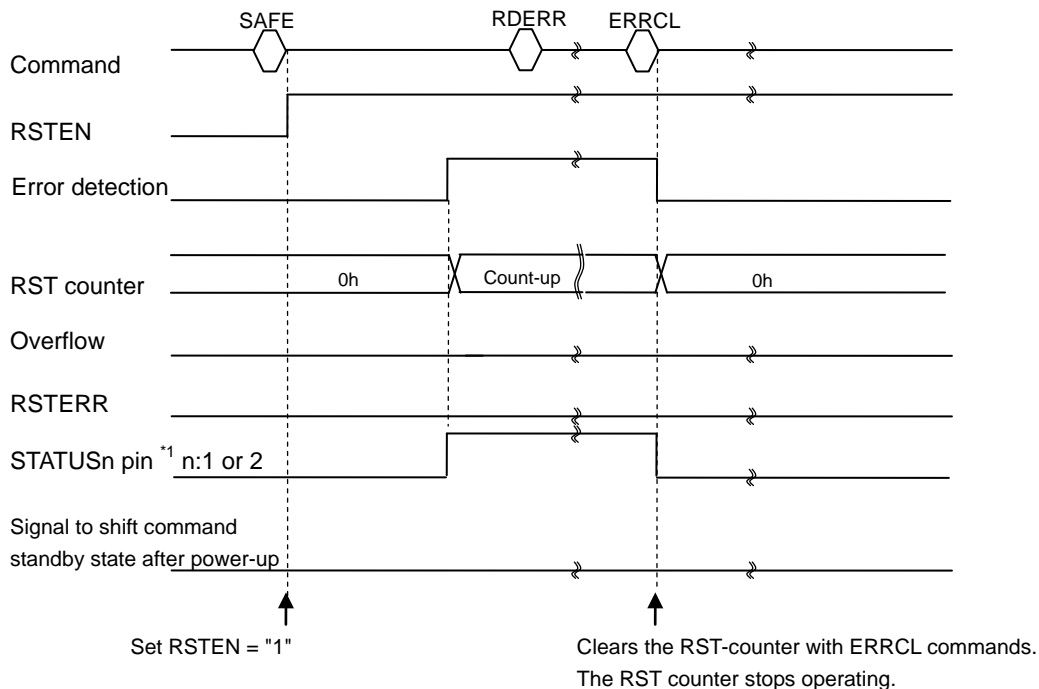 SAFE RDERR ERRCL
Command
RSTEN
Error detection
RST counter 0h Count-up 0h
Overflow
RSTERR
STATUSn pin *1 n:1 or 2
Signal to shift command
standby state after power-up
Set RSTEN = "1"
Clears the RST-counter with ERRCL commands.
The RST counter stops operating.